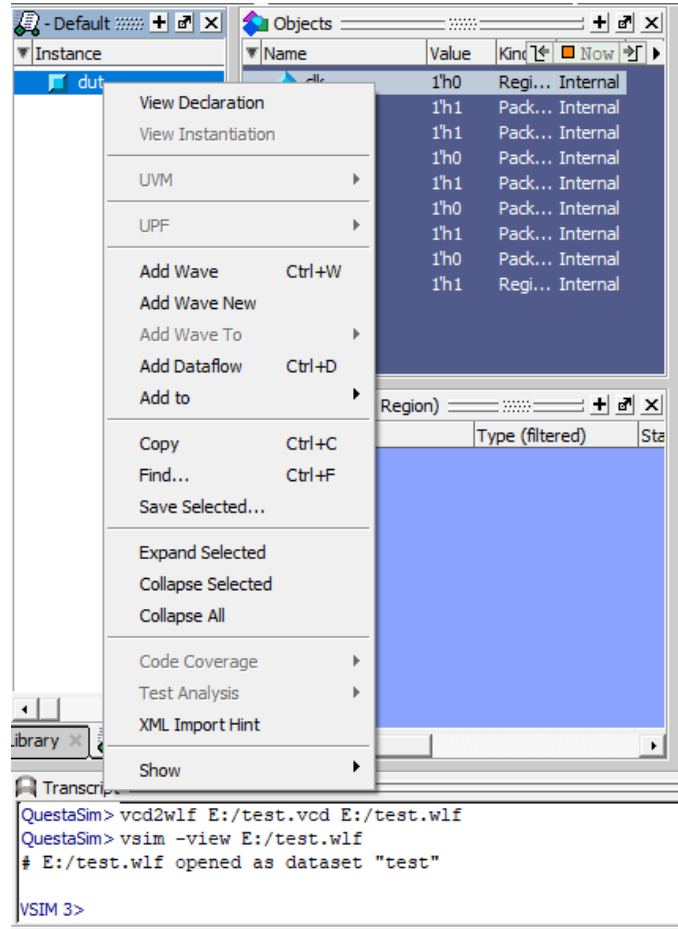 - Default
Objects
Instance
Name Value Kind Now
dut
clk 1'h0 Regi... Internal
1'h1 Pack... Internal
1'h1 Pack... Internal
1'h0 Pack... Internal
1'h1 Pack... Internal
1'h0 Pack... Internal
1'h1 Pack... Internal
1'h0 Pack... Internal
1'h1 Regi... Internal
View Declaration
View Instantiation
UVM
UPF
Add Wave Ctrl+W
Add Wave New
Add Wave To
Add Dataflow Ctrl+D
Add to
Copy Ctrl+C
Find... Ctrl+F
Save Selected...
Expand Selected
Collapse Selected
Collapse All
Code Coverage
Test Analysis
XML Import Hint
Show
Region)
Type (filtered) Sta
Library
Transcript
QuestaSim> vcd2wlf E:/test.vcd E:/test.wlf
QuestaSim> vsim -view E:/test.wlf
# E:/test.wlf opened as dataset "test"
VSIM 3>